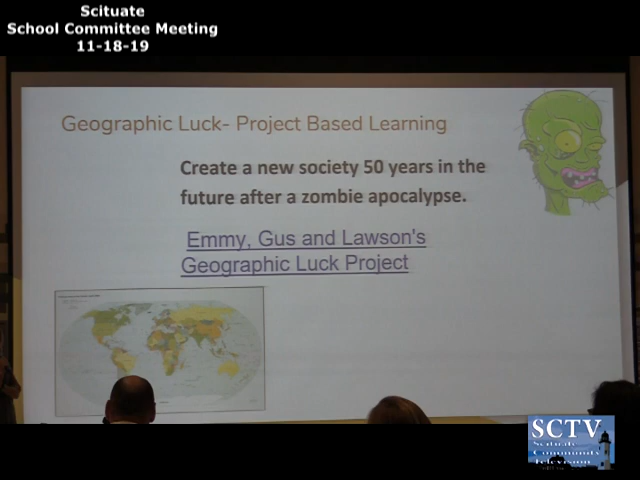 Scituate
School Committee Meeting
11-18-19
Geographic Luck- Project Based Learning
Create a new society 50 years in the
future after a zombie apocalypse.
Emmy, Gus and Lawson's
Geographic Luck Project
SCTV
Scituate
Community
Television